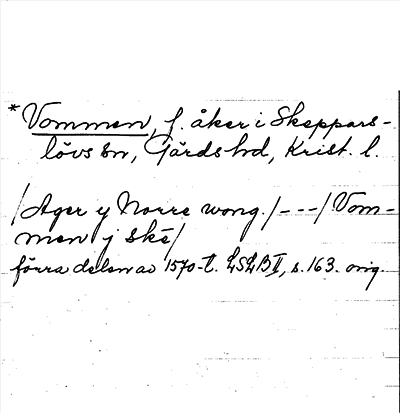 *Vommen, f. åker i Skeppars-
lövs sn, Gärds hd, Krist. l.
/Ager y Norre wong./---/Vom-
men j ske/
förra delen av 1570-t. LSLB II, s. 163. orig.